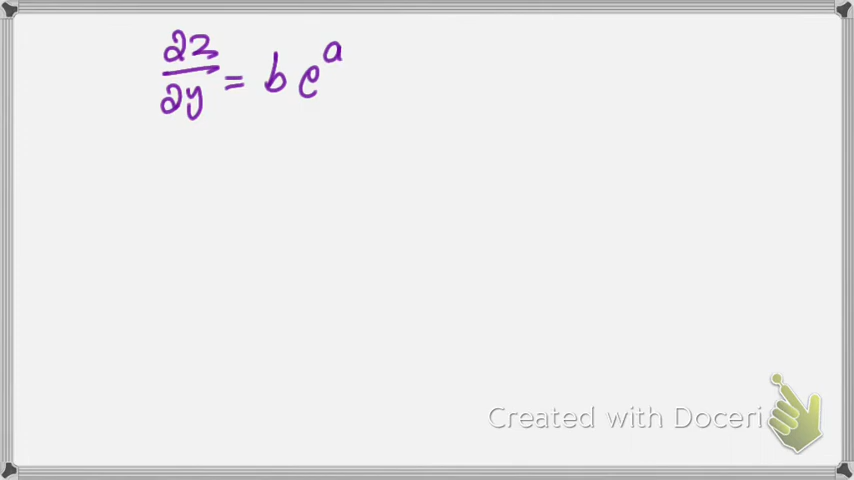 ∂z/∂y = b e^a
Created with Doceri